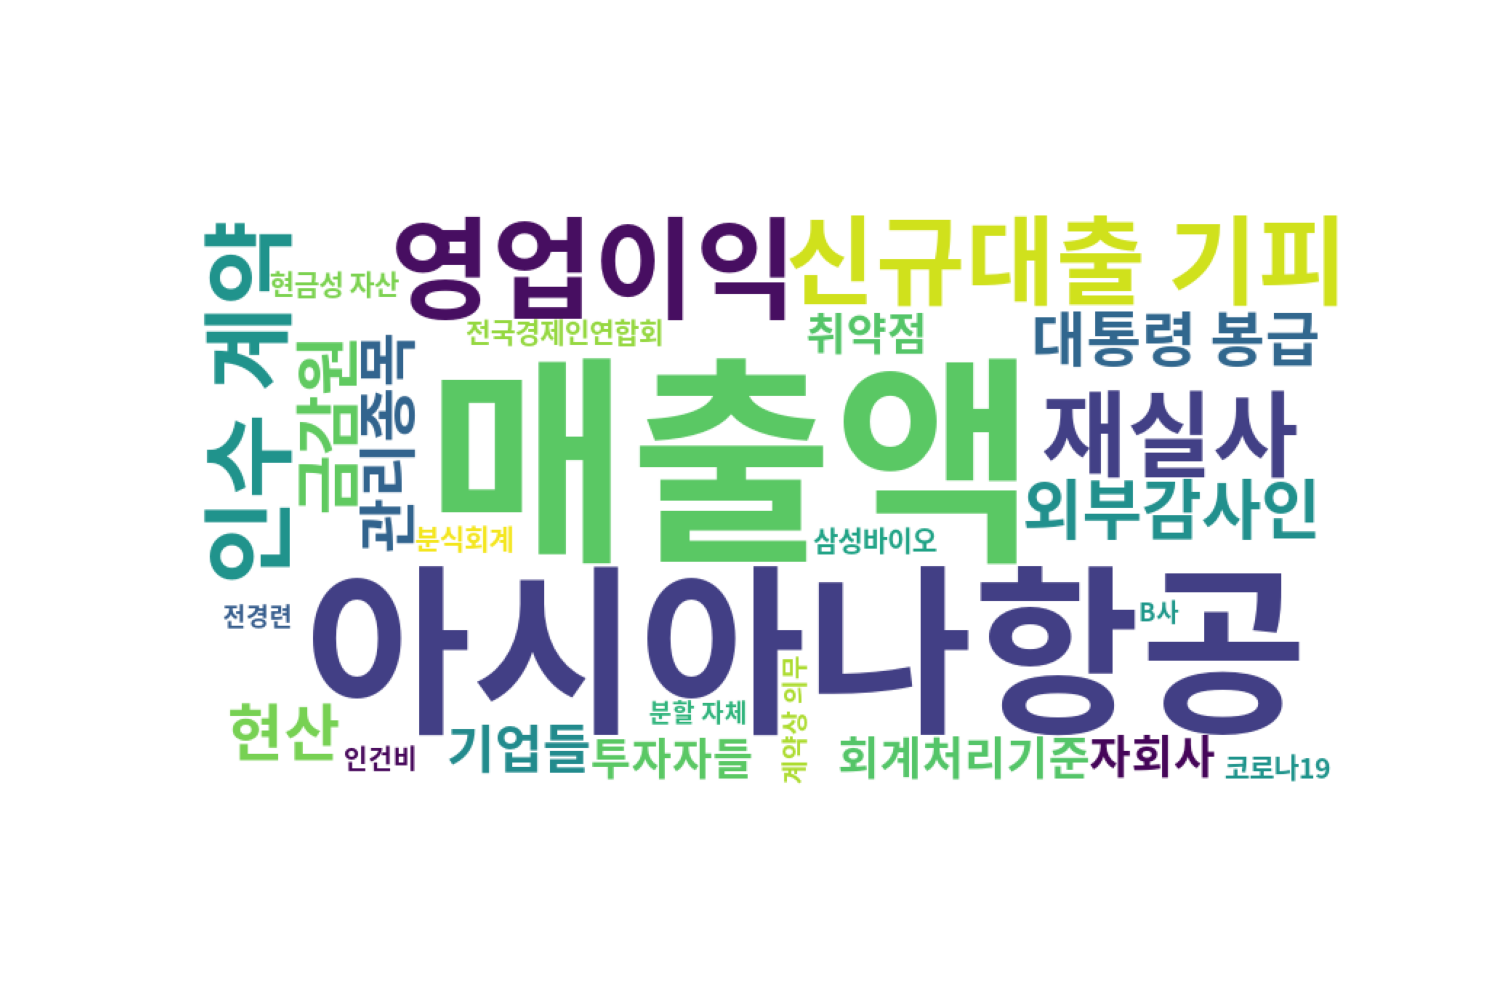 영업이익
신규대출 기피
인수 계약
현금성 자산
전국경제인연합회
취약점
대통령 봉급
금감원
관리종목
매출액
재실사
외부감사인
분식회계
삼성바이오
아시아나항공
B사
전경련
현산
인건비
기업들
분할 자체
투자자들
계약상 의무
회계처리기준
자회사
코로나19